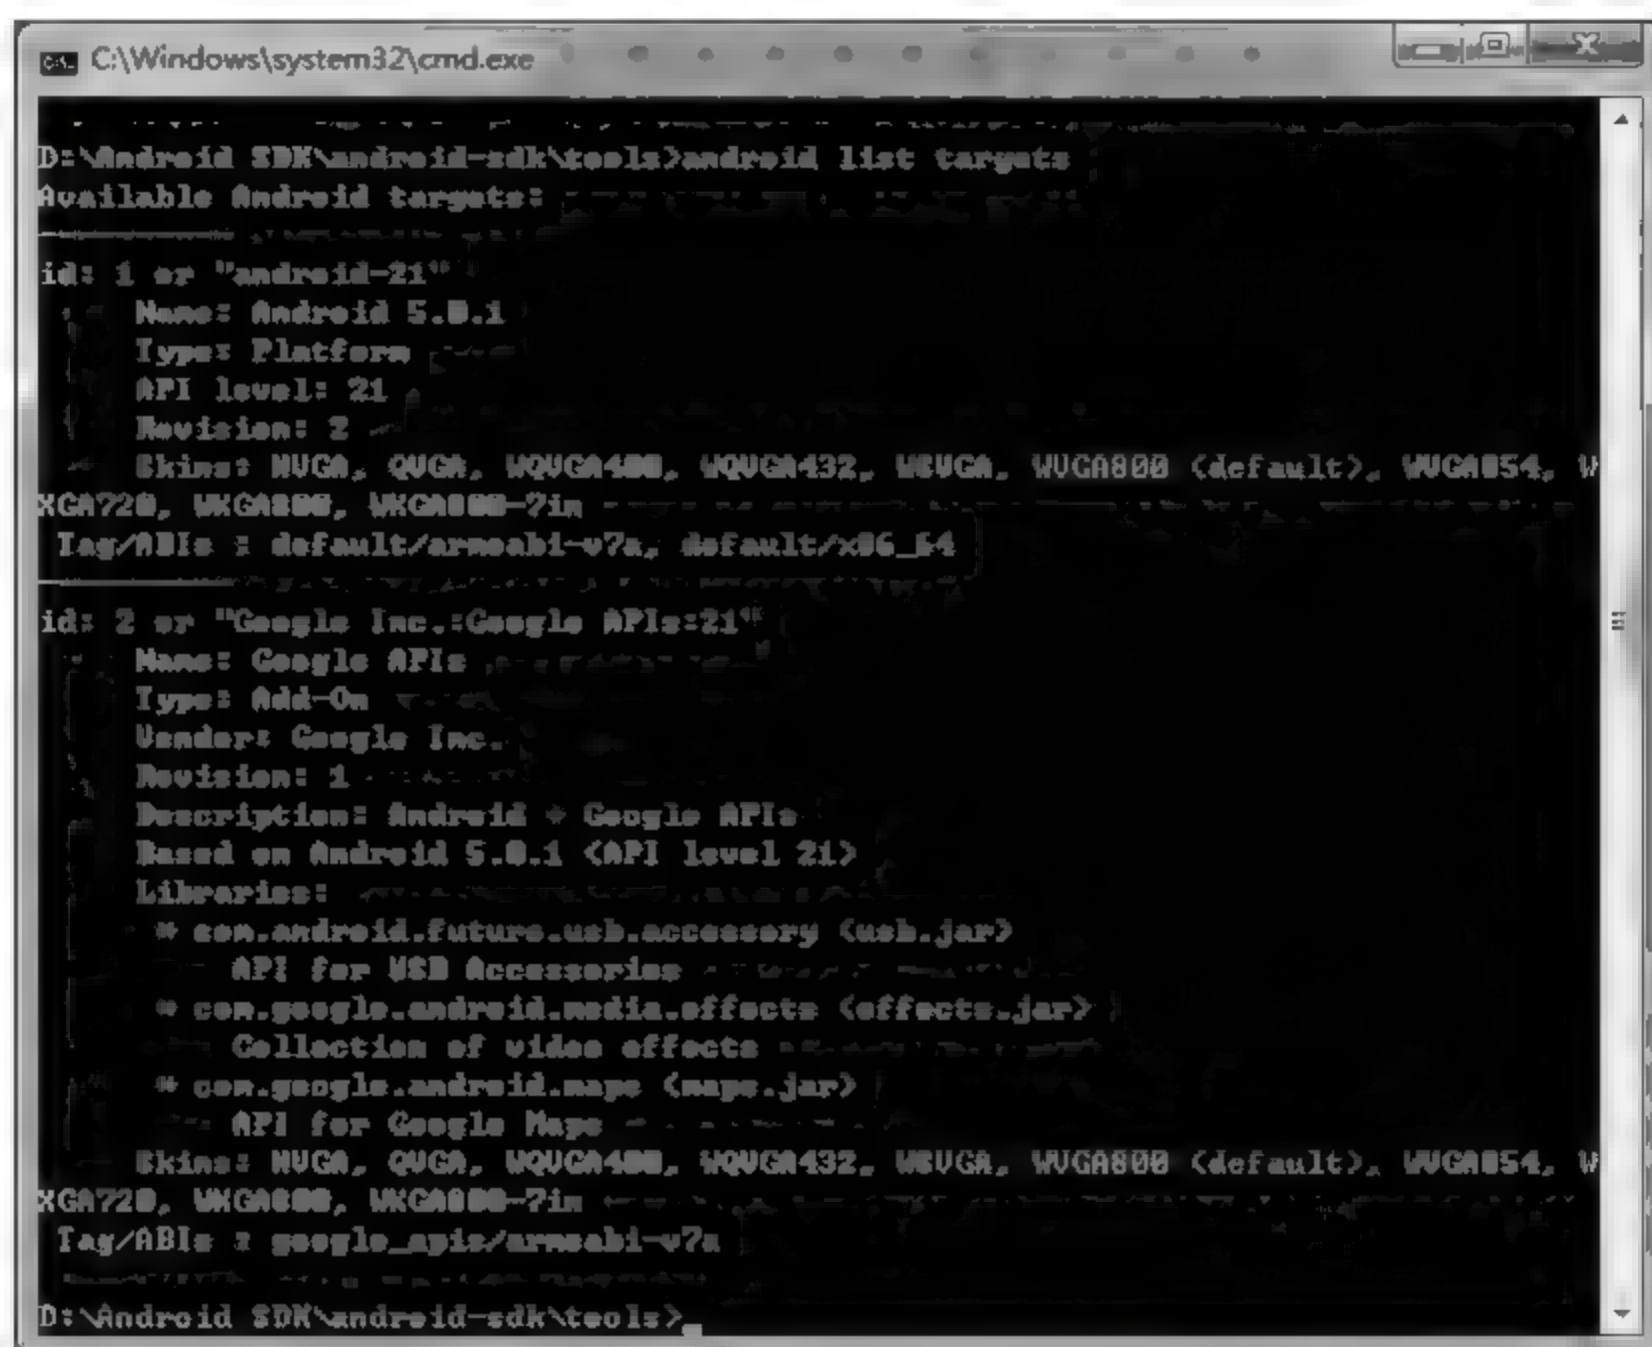 C:\Windows\system32\cmd.exe
D:\Android SDK\android-sdk\tools>android list targets
Available Android targets:
----------
id: 1 or "android-21"
Name: Android 5.0.1
Type: Platform
API level: 21
Revision: 2
Skins: HVGA, QVGA, WQVGA400, WQVGA432, WSVGA, WVGA800 (default), WVGA854, W
XGA720, WXGA800, WXGA800-7in
Tag/ABIs : default/armeabi-v7a, default/x86_64
----------
id: 2 or "Google Inc.:Google APIs:21"
Name: Google APIs
Type: Add-On
Vendor: Google Inc.
Revision: 1
Description: Android + Google APIs
Based on Android 5.0.1 (API level 21)
Libraries:
* com.android.future.usb.accessory (usb.jar)
API for USB Accessories
* com.google.android.media.effects (effects.jar)
Collection of video effects
* com.google.android.maps (maps.jar)
API for Google Maps
Skins: HVGA, QVGA, WQVGA400, WQVGA432, WSVGA, WVGA800 (default), WVGA854, W
XGA720, WXGA800, WXGA800-7in
Tag/ABIs : google_apis/armeabi-v7a
D:\Android SDK\android-sdk\tools>_